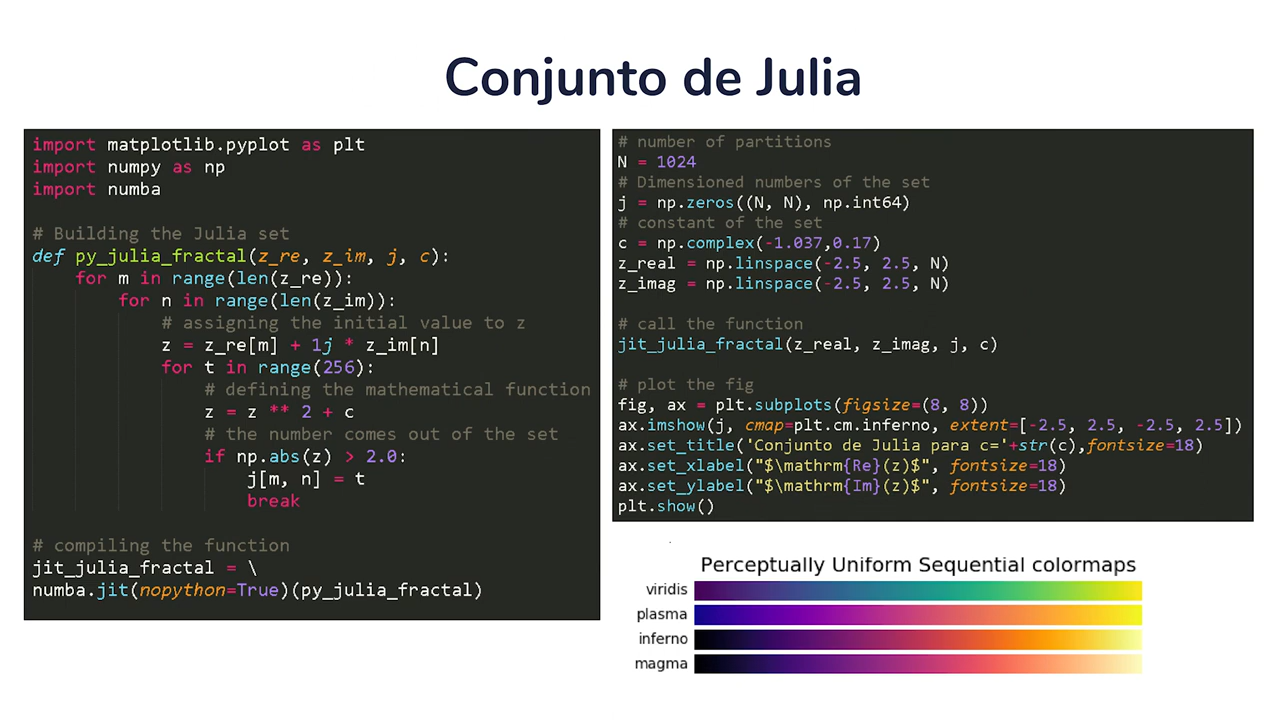 Conjunto de Julia
import matplotlib.pyplot as plt
import numpy as np
import numba
# Building the Julia set
def py_julia_fractal(z_re, z_im, j, c):
    for m in range(len(z_re)):
        for n in range(len(z_im)):
            # assigning the initial value to z
            z = z_re[m] + 1j * z_im[n]
            for t in range(256):
                # defining the mathematical function
                z = z ** 2 + c
                # the number comes out of the set
                if np.abs(z) > 2.0:
                    j[m, n] = t
                    break
# compiling the function
jit_julia_fractal = \
numba.jit(nopython=True)(py_julia_fractal)
# number of partitions
N = 1024
# Dimensioned numbers of the set
j = np.zeros((N, N), np.int64)
# constant of the set
c = np.complex(-1.037,0.17)
z_real = np.linspace(-2.5, 2.5, N)
z_imag = np.linspace(-2.5, 2.5, N)
# call the function
jit_julia_fractal(z_real, z_imag, j, c)
# plot the fig
fig, ax = plt.subplots(figsize=(8, 8))
ax.imshow(j, cmap=plt.cm.inferno, extent=[-2.5, 2.5, -2.5, 2.5])
ax.set_title('Conjunto de Julia para c='+str(c),fontsize=18)
ax.set_xlabel("$\mathrm{Re}(z)$", fontsize=18)
ax.set_ylabel("$\mathrm{Im}(z)$", fontsize=18)
plt.show()
Perceptually Uniform Sequential colormaps
viridis
plasma
inferno
magma